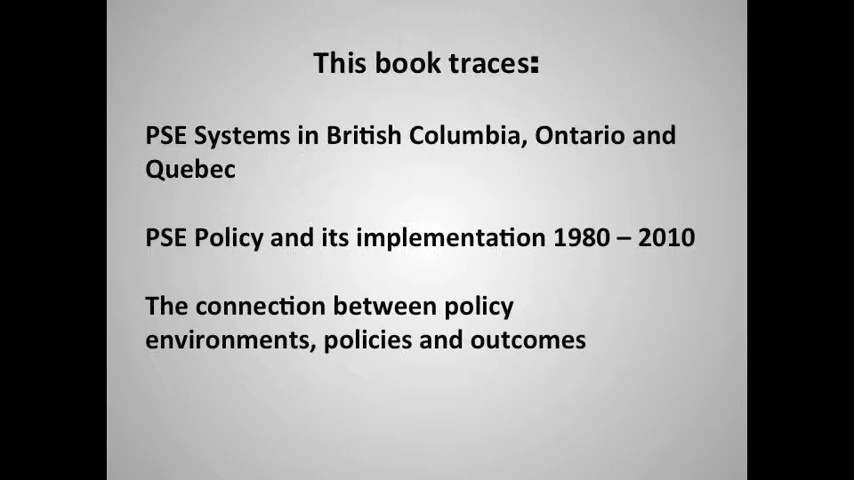 This book traces:
PSE Systems in British Columbia, Ontario and
Quebec
PSE Policy and its implementation 1980 – 2010
The connection between policy
environments, policies and outcomes